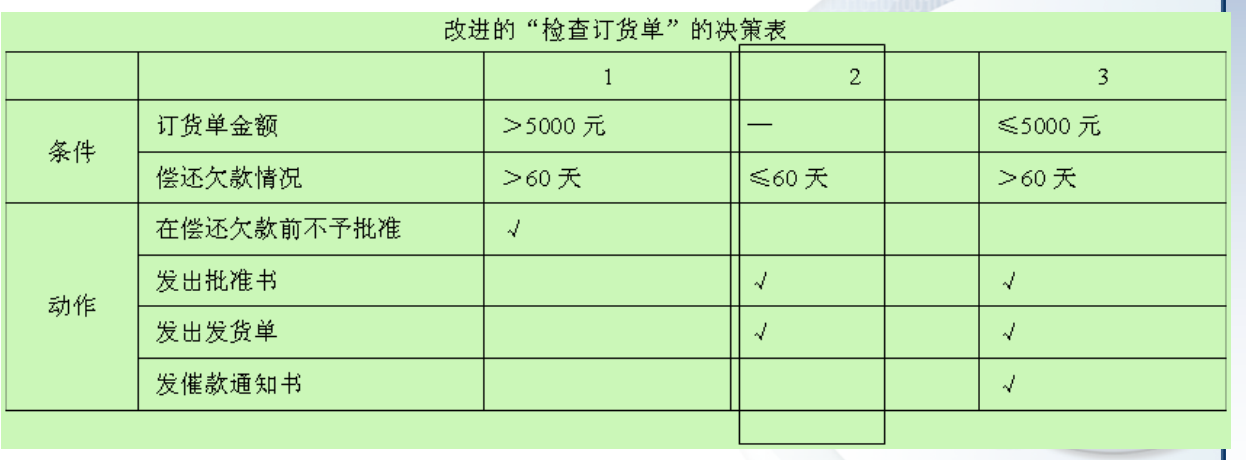 改进的“检查订货单”的决策表
1 2 3
条件 订货单金额 ＞5000 元 — ≤5000 元
偿还欠款情况 ＞60 天 ≤60 天 ＞60 天
动作 在偿还欠款前不予批准 √
发出批准书 √ √
发出发货单 √ √
发催款通知书 √